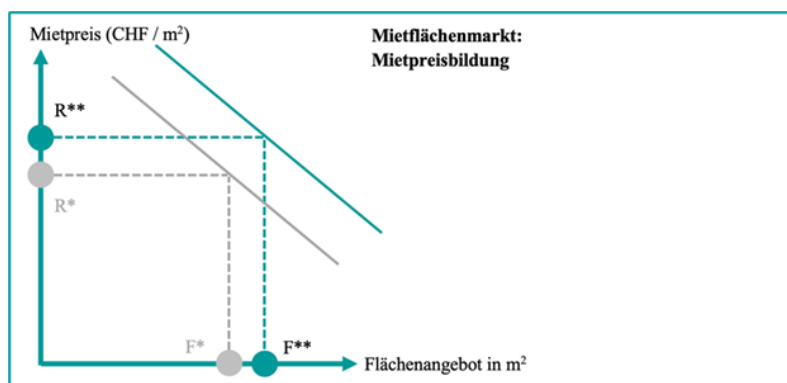 Mietpreis (CHF / m²)
Mietflächenmarkt:
Mietpreisbildung
R**
R*
F*
F**
Flächenangebot in m²